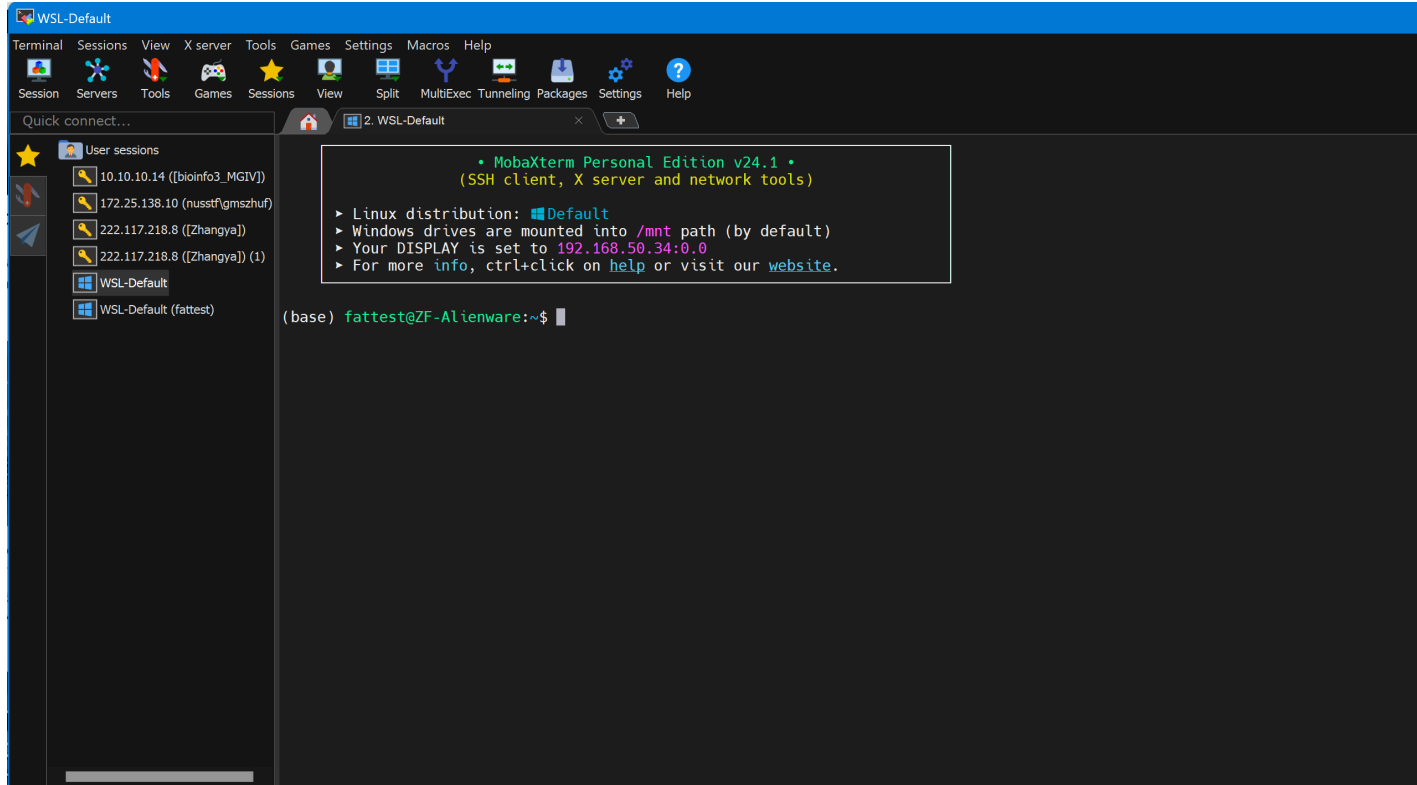 WSL-Default
Terminal Sessions View X server Tools Games Settings Macros Help
Session Servers Tools Games Sessions View Split MultiExec Tunneling Packages Settings Help
Quick connect...
2. WSL-Default
User sessions
10.10.10.14 ([bioinfo3_MGIV])
172.25.138.10 (nusstf\gmszhuf)
222.117.218.8 ([Zhangya])
222.117.218.8 ([Zhangya]) (1)
WSL-Default
WSL-Default (fattest)
• MobaXterm Personal Edition v24.1 •
(SSH client, X server and network tools)
➤ Linux distribution: Default
➤ Windows drives are mounted into /mnt path (by default)
➤ Your DISPLAY is set to 192.168.50.34:0.0
➤ For more info, ctrl+click on help or visit our website.
(base) fattest@ZF-Alienware:~$